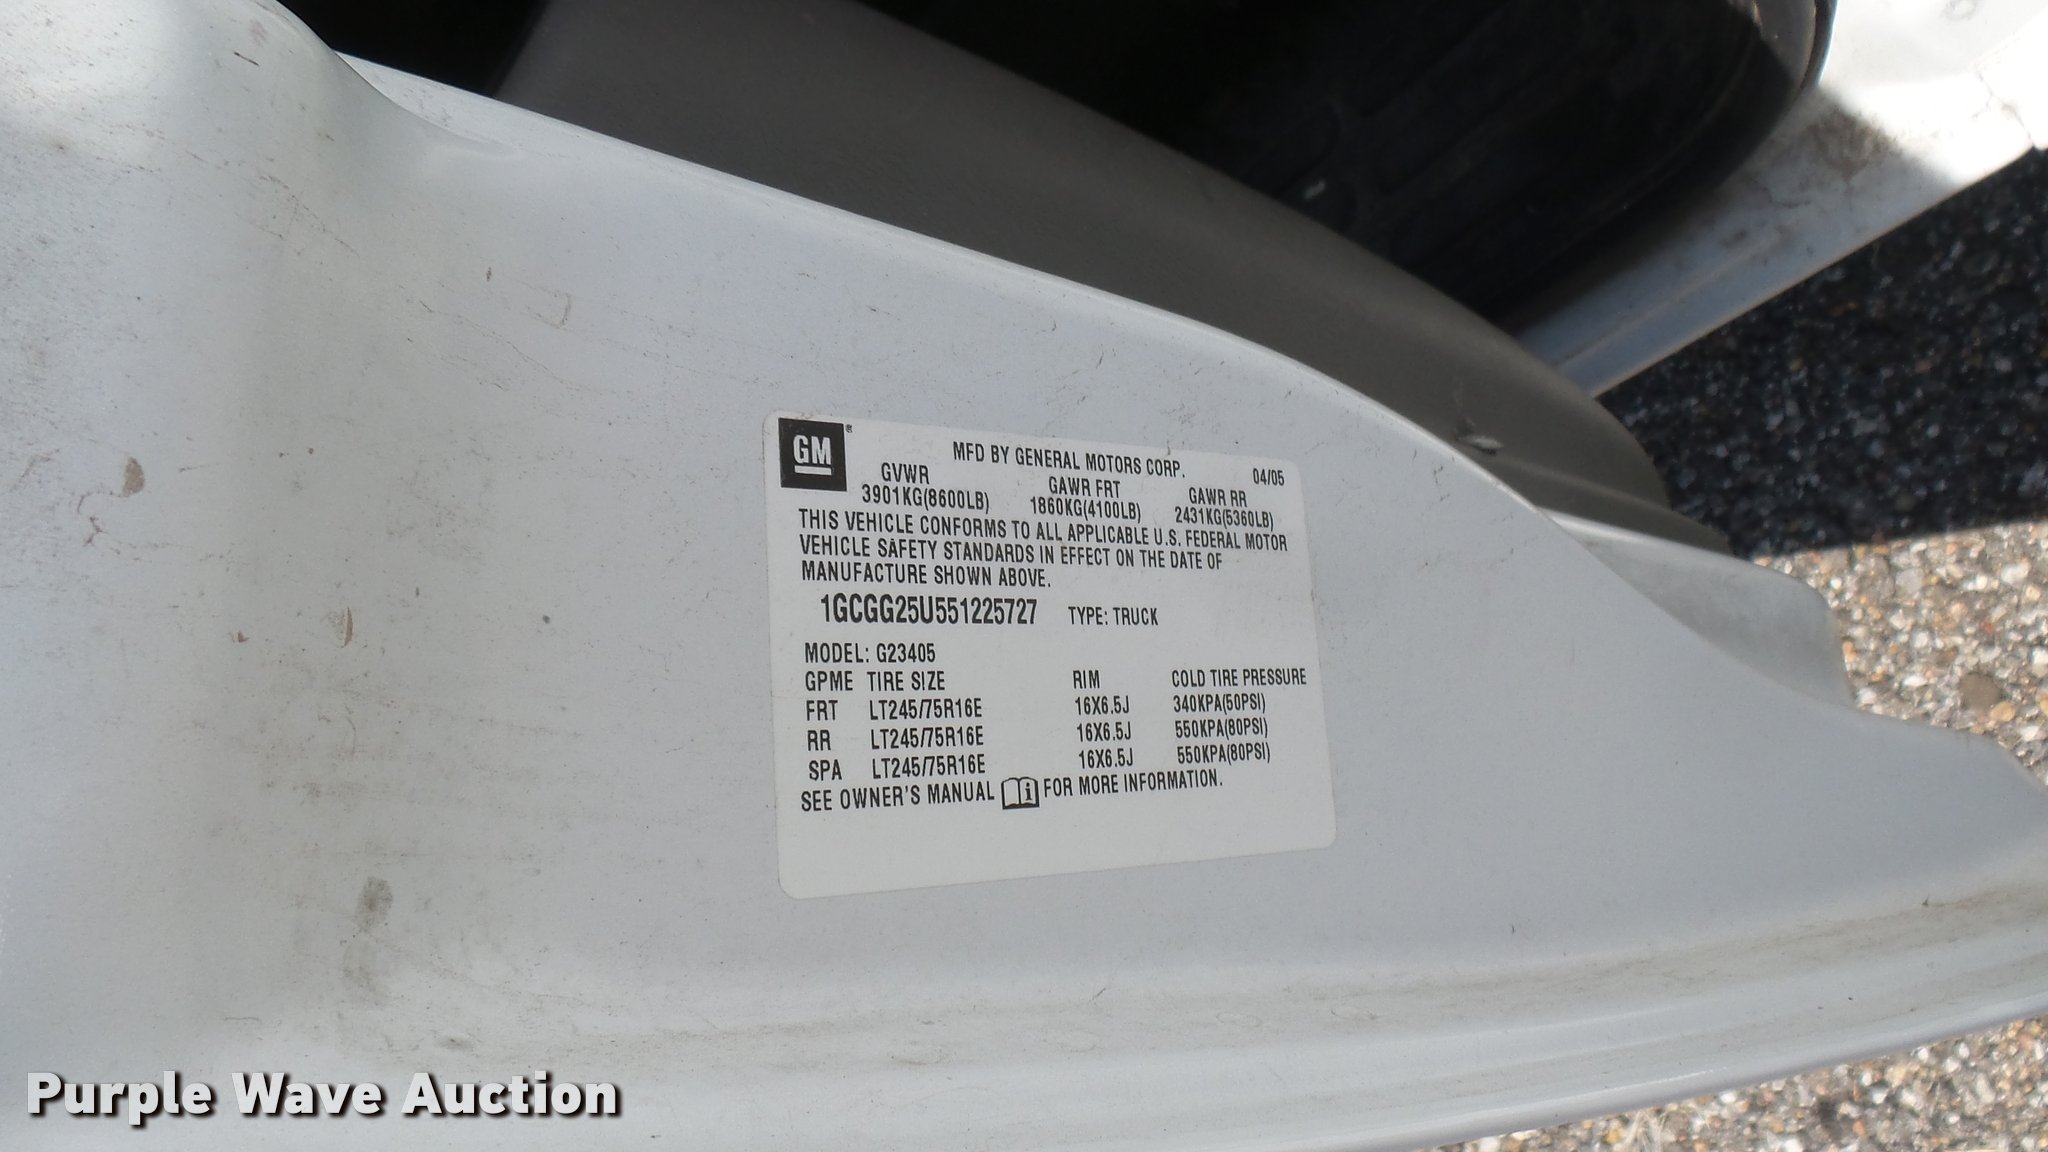 GM®
MFD BY GENERAL MOTORS CORP. 04/05
GVWR GAWR FRT GAWR RR
3901KG(8600LB) 1860KG(4100LB) 2431KG(5360LB)
THIS VEHICLE CONFORMS TO ALL APPLICABLE U.S. FEDERAL MOTOR
VEHICLE SAFETY STANDARDS IN EFFECT ON THE DATE OF
MANUFACTURE SHOWN ABOVE.
1GCGG25U551225727 TYPE: TRUCK
MODEL: G23405
GPME TIRE SIZE RIM COLD TIRE PRESSURE
FRT LT245/75R16E 16X6.5J 340KPA(50PSI)
RR LT245/75R16E 16X6.5J 550KPA(80PSI)
SPA LT245/75R16E 16X6.5J 550KPA(80PSI)
SEE OWNER'S MANUAL i FOR MORE INFORMATION.
Purple Wave Auction